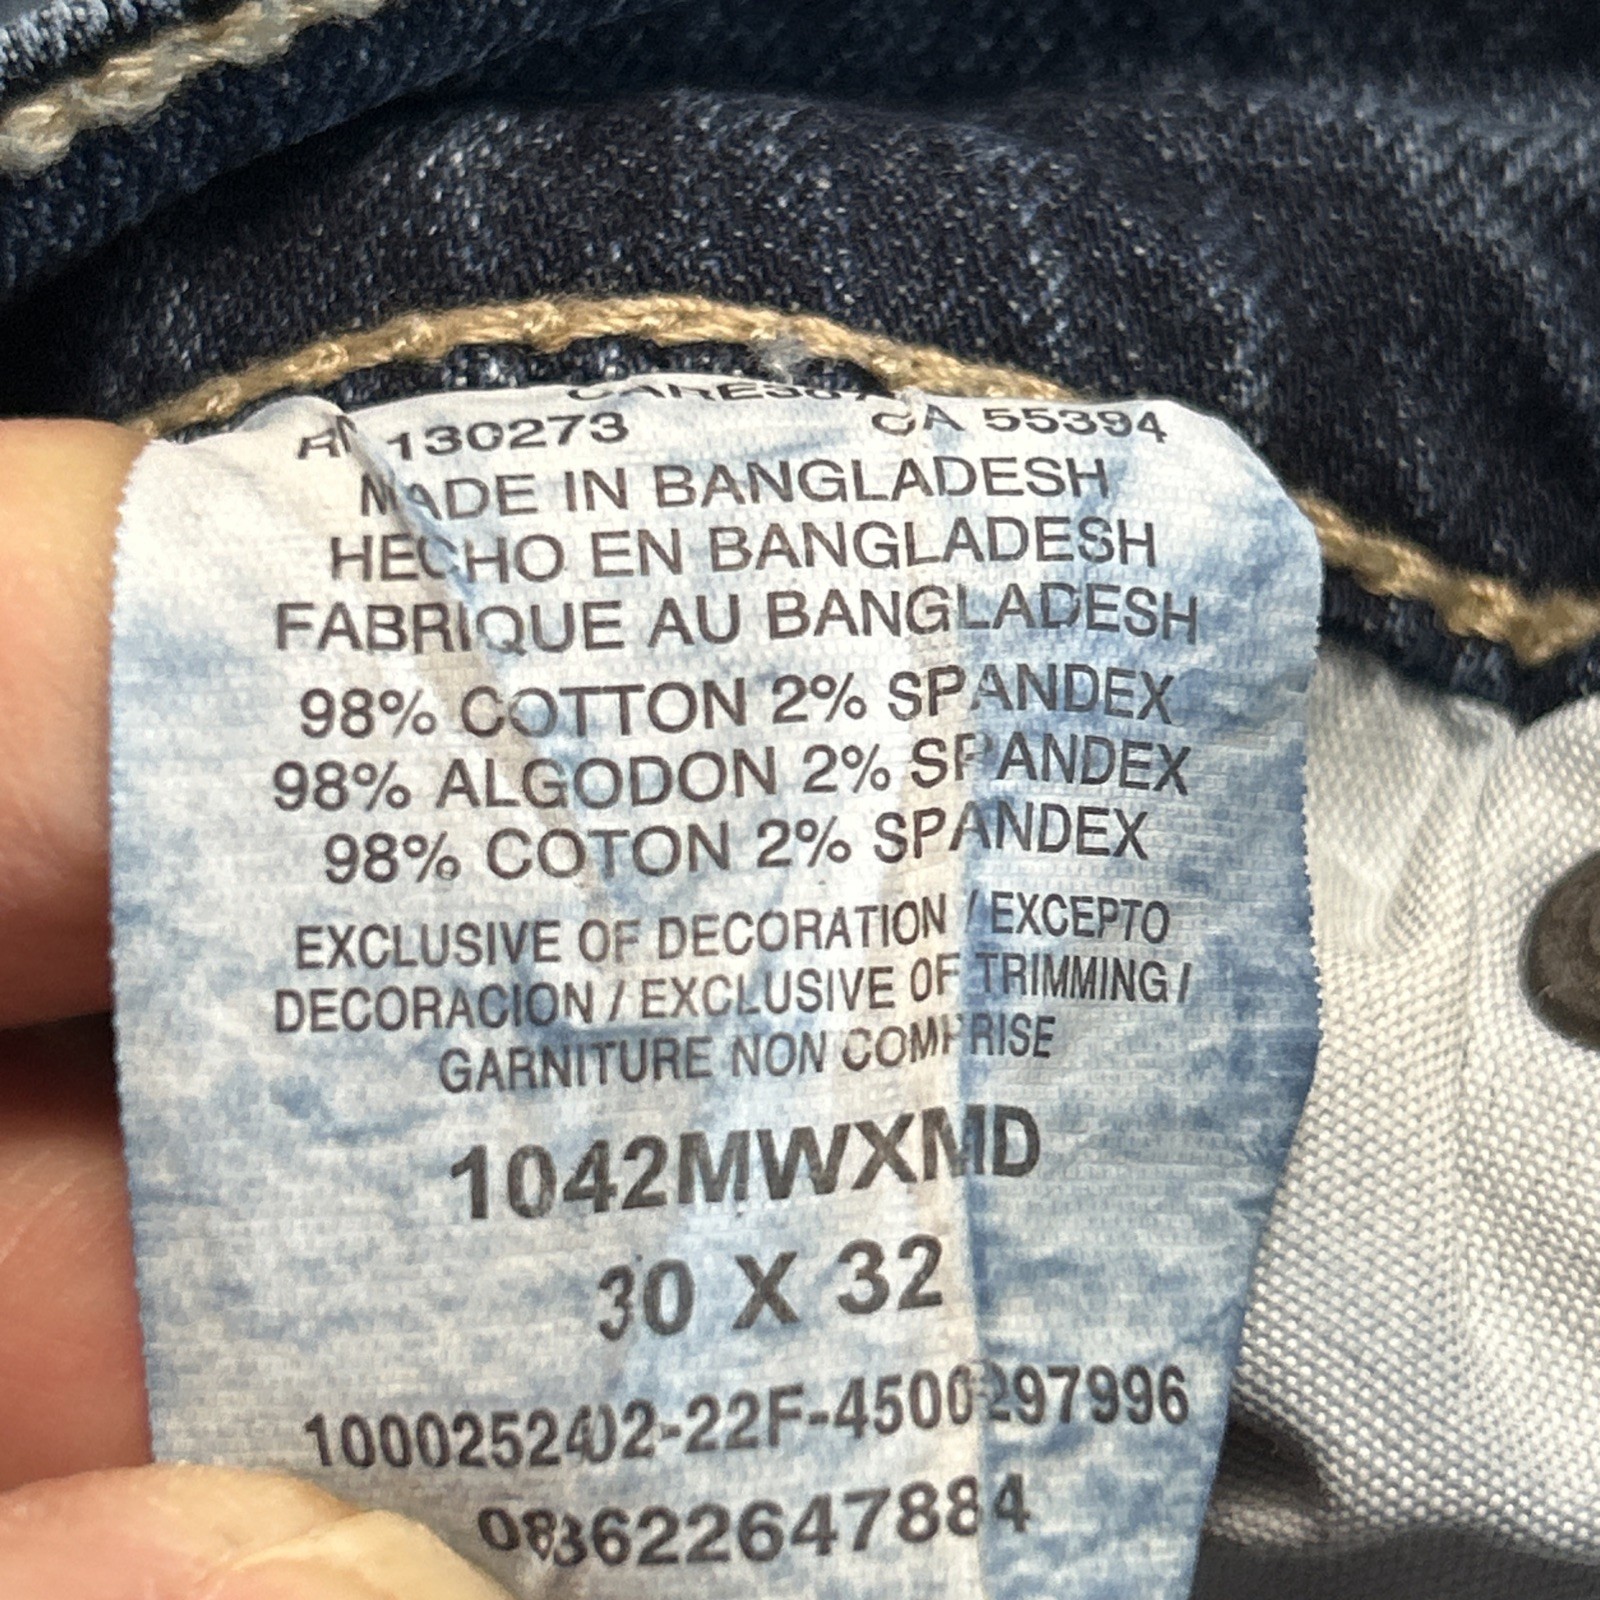 RN 130273 CA 55394
MADE IN BANGLADESH
HECHO EN BANGLADESH
FABRIQUE AU BANGLADESH
98% COTTON 2% SPANDEX
98% ALGODON 2% SPANDEX
98% COTON 2% SPANDEX
EXCLUSIVE OF DECORATION / EXCEPTO
DECORACION / EXCLUSIVE OF TRIMMING /
GARNITURE NON COMPRISE
1042MWXMD
30 X 32
1000252402-22F-4500297996
083622647884